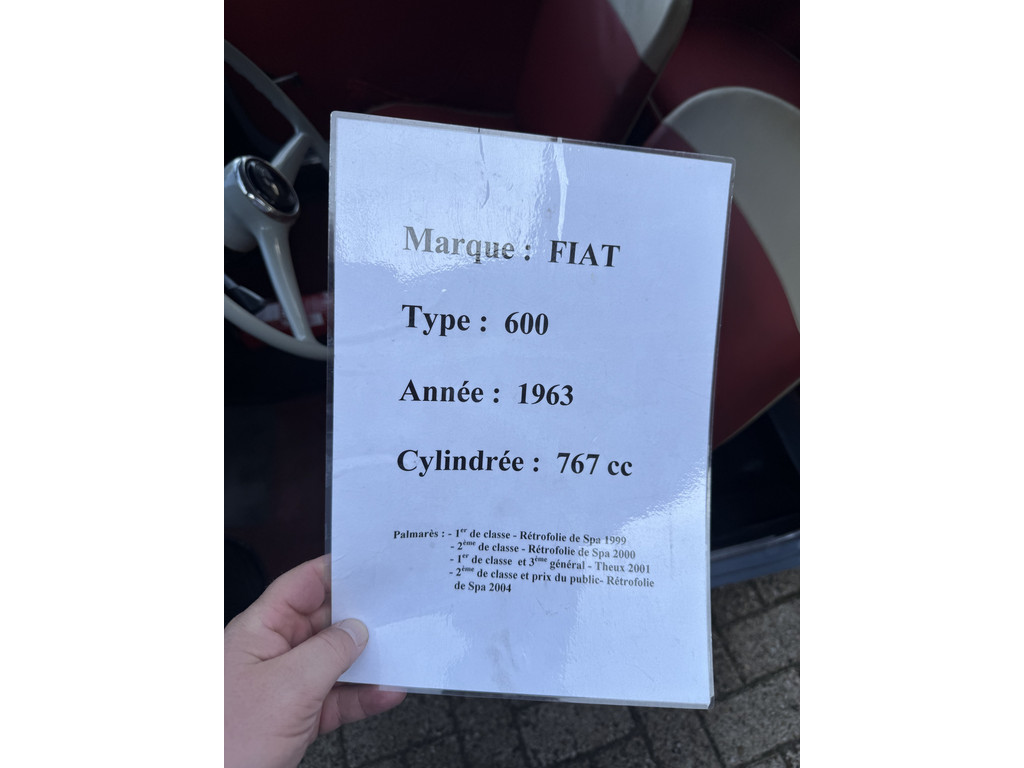 Marque : FIAT
Type : 600
Année : 1963
Cylindrée : 767 cc
Palmarès : - 1er de classe - Rétrofolie de Spa 1999
- 2ème de classe - Rétrofolie de Spa 2000
- 1er de classe et 3ème général - Theux 2001
- 2ème de classe et prix du public- Rétrofolie
de Spa 2004